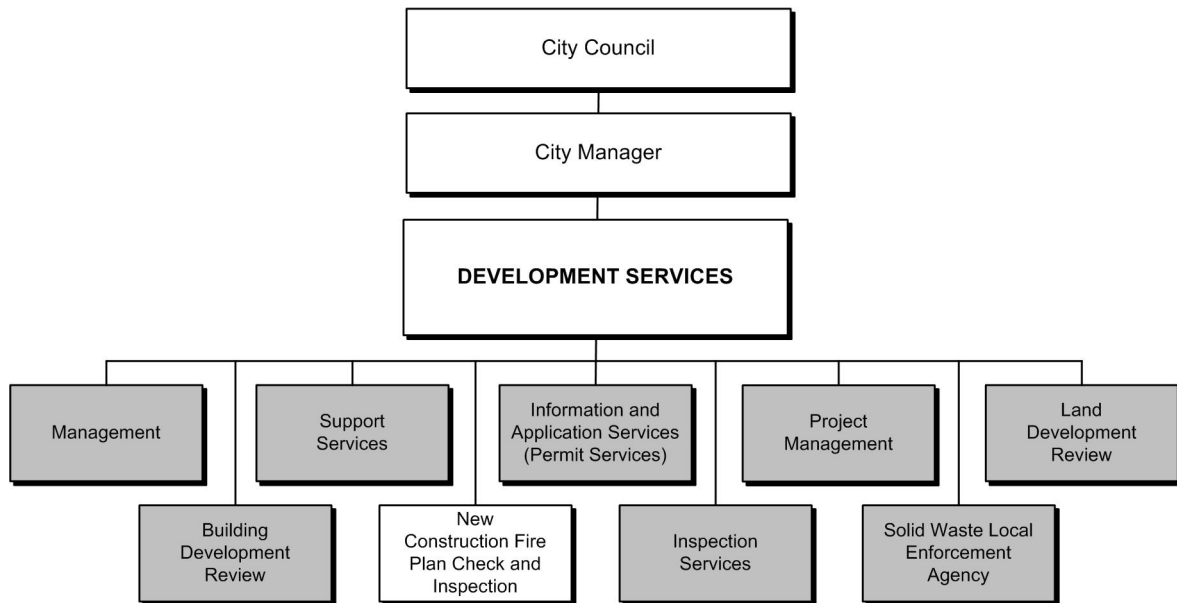 City Council
City Manager
DEVELOPMENT SERVICES
Management
Support
Services
Information and
Application Services
(Permit Services)
Project
Management
Land
Development
Review
Building
Development
Review
New
Construction Fire
Plan Check and
Inspection
Inspection
Services
Solid Waste Local
Enforcement
Agency